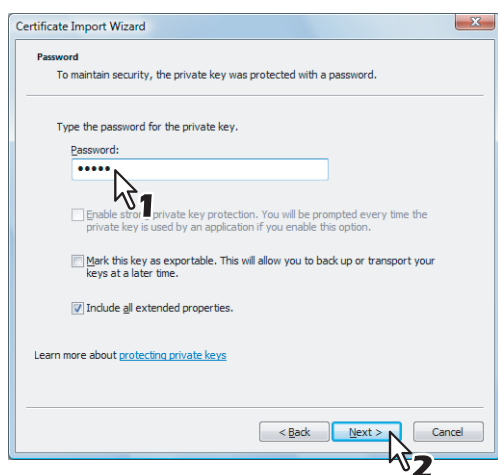 Certificate Import Wizard
Password
To maintain security, the private key was protected with a password.
Type the password for the private key.
Password:
•••••
1
Enable strong private key protection. You will be prompted every time the
private key is used by an application if you enable this option.
Mark this key as exportable. This will allow you to back up or transport your
keys at a later time.
Include all extended properties.
Learn more about protecting private keys
< Back Next > Cancel
2